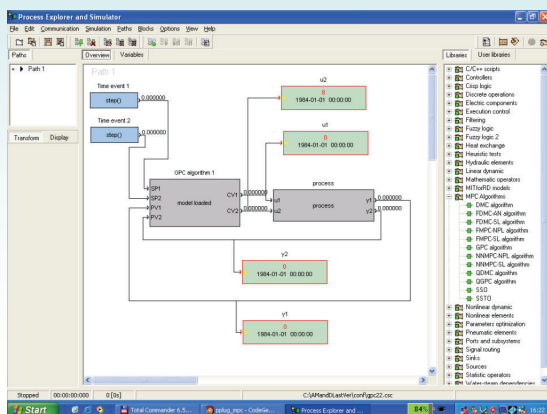 Process Explorer and Simulator
File Edit Communication Simulation Paths Blocks Options View Help
Paths
Path 1
Transform Display
Overview Variables
Path 1
Time event 1
step()
0.000000
Time event 2
step()
0.000000
u2
0
1984-01-01 00:00:00
u1
0
1984-01-01 00:00:00
GPC algorithm 1
SP1
SP2
PV1
PV2
model loaded
CV1
0.000000
CV2
0.000000
process
u1
u2
process
y1
0.000000
y2
0.000000
y2
0
1984-01-01 00:00:00
y1
0
1984-01-01 00:00:00
Libraries User libraries
C/C++ scripts
Controllers
Crisp logic
Discrete operations
Electric components
Execution control
Filtering
Fuzzy logic
Fuzzy logic 2
Heat exchange
Heuristic tests
Hydraulic elements
Linear dynamic
Mathematic operators
MITforRD models
MPC Algorithms
DMC algorithm
FDMC-AN algorithm
FDMC-SL algorithm
FMPC-NPL algorithm
FMPC-SL algorithm
GPC algorithm
NNMPC-NPL algorithm
NNMPC-SL algorithm
QDMC algorithm
QGPC algorithm
SSO
SSTO
Nonlinear dynamic
Nonlinear elements
Parameters optimization
Pneumatic elements
Ports and subsystems
Signal routing
Sinks
Sources
Statistic operators
Water-steam dependencies
Stopped 00:00:00:000 0 [0s] C:\AMandDLastVer\conf\gpc22.csc
Start Total Command 6.5... pplug_mpc - CodeGe... Process Explorer and ... 84% 16:22